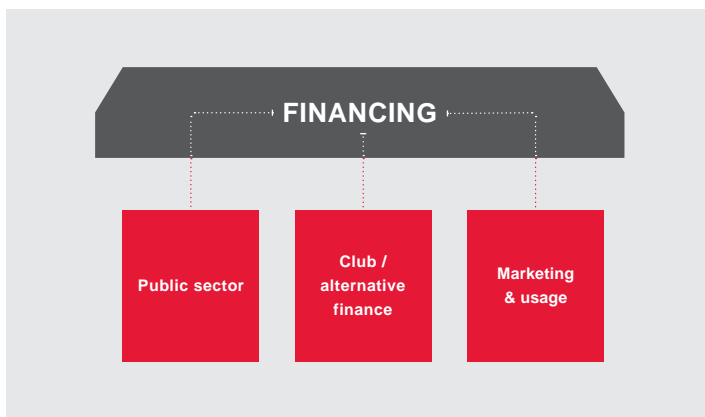 FINANCING
Public sector
Club /
alternative
finance
Marketing
& usage